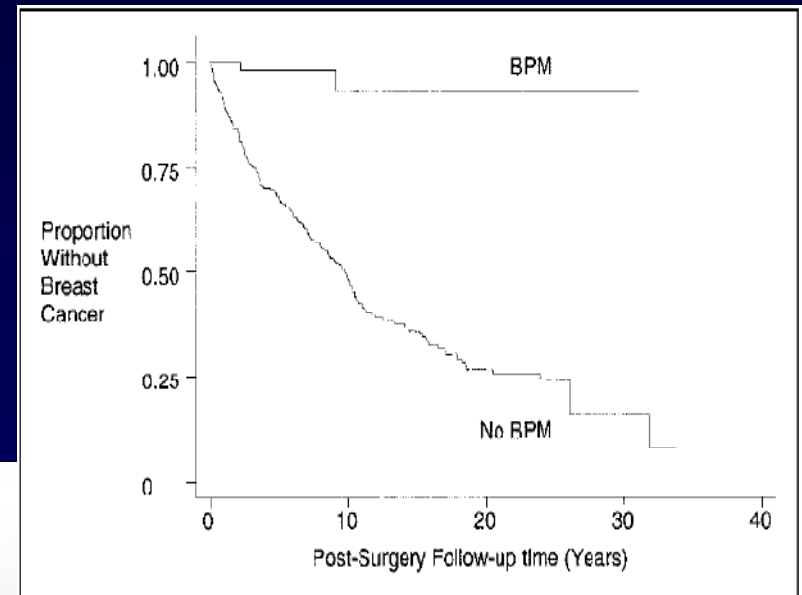 1.00
BPM
0.75
Proportion
Without
Breast
Cancer
0.50
0.25
No BPM
0
0 10 20 30 40
Post-Surgery Follow-up time (Years)